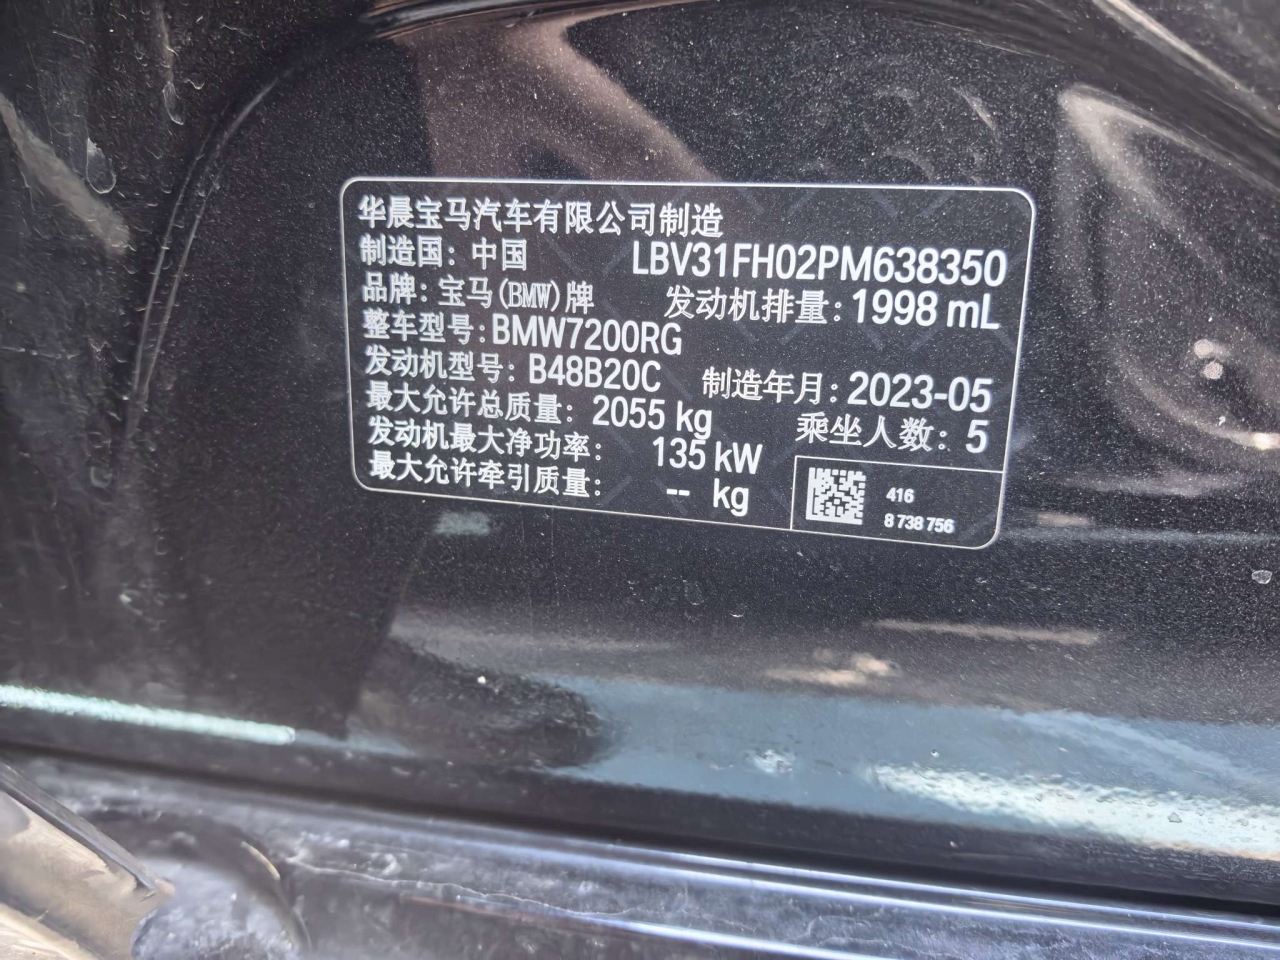 华晨宝马汽车有限公司制造
制造国: 中国 LBV31FH02PM638350
品牌: 宝马(BMW)牌 发动机排量: 1998 mL
整车型号: BMW7200RG
发动机型号: B48B20C 制造年月: 2023-05
最大允许总质量: 2055 kg 乘坐人数: 5
发动机最大净功率: 135 kW
最大允许牵引质量: -- kg
416
8 738 756